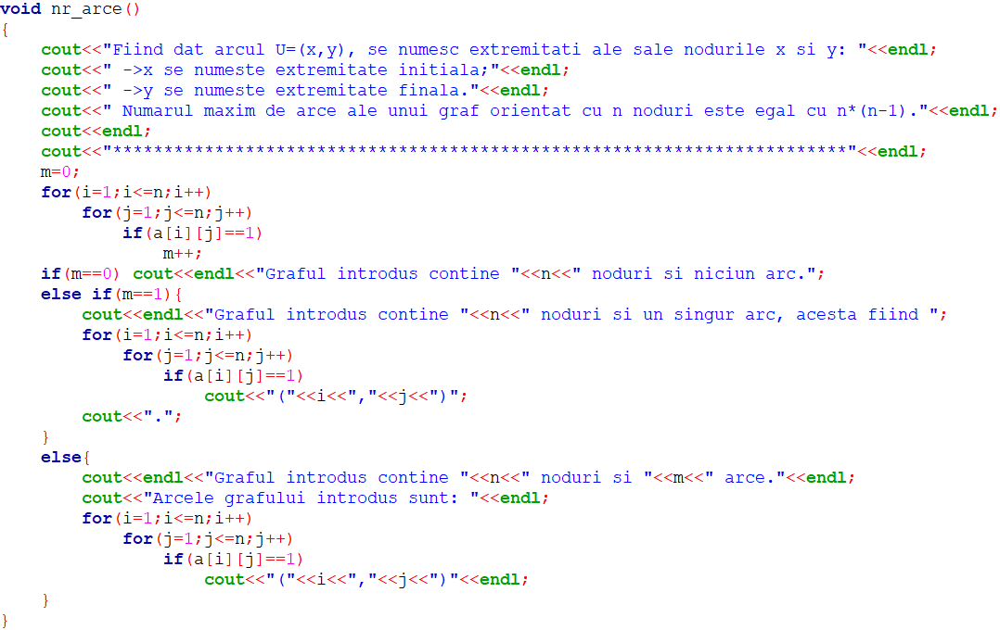 void nr_arce()
{
    cout<<"Fiind dat arcul U=(x,y), se numesc extremitati ale sale nodurile x si y: "<<endl;
    cout<<" ->x se numeste extremitate initiala;"<<endl;
    cout<<" ->y se numeste extremitate finala."<<endl;
    cout<<" Numarul maxim de arce ale unui graf orientat cu n noduri este egal cu n*(n-1)."<<endl;
    cout<<endl;
    cout<<"************************************************************************"<<endl;
    m=0;
    for(i=1;i<=n;i++)
        for(j=1;j<=n;j++)
            if(a[i][j]==1)
                m++;
    if(m==0) cout<<endl<<"Graful introdus contine "<<n<<" noduri si niciun arc.";
    else if(m==1){
        cout<<endl<<"Graful introdus contine "<<n<<" noduri si un singur arc, acesta fiind ";
        for(i=1;i<=n;i++)
            for(j=1;j<=n;j++)
                if(a[i][j]==1)
                    cout<<"("<<i<<","<<j<<")";
        cout<<".";
    }
    else{
        cout<<endl<<"Graful introdus contine "<<n<<" noduri si "<<m<<" arce."<<endl;
        cout<<"Arcele grafului introdus sunt: "<<endl;
        for(i=1;i<=n;i++)
            for(j=1;j<=n;j++)
                if(a[i][j]==1)
                    cout<<"("<<i<<","<<j<<")"<<endl;
    }
}